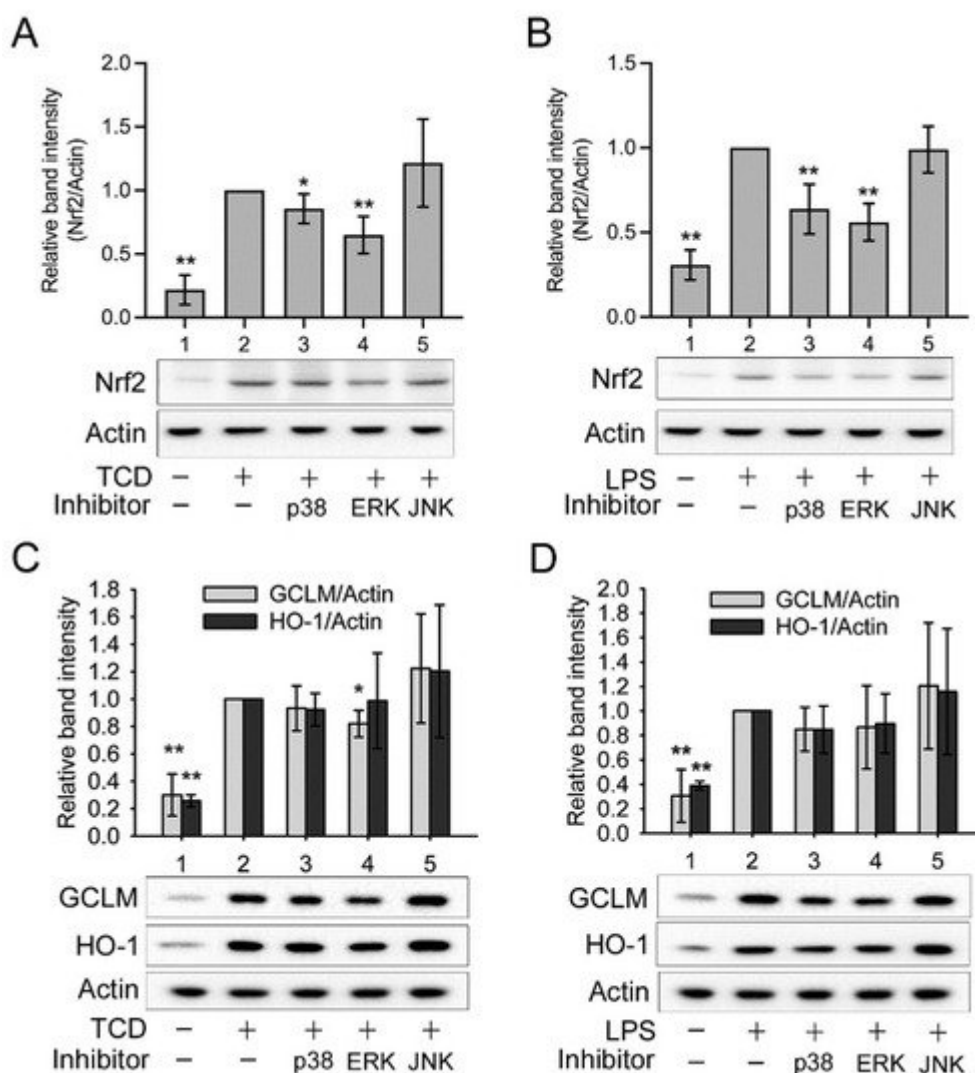 A
Relative band intensity
(Nrf2/Actin)
2.0
1.5
1.0
0.5
0.0
** * **
1 2 3 4 5
Nrf2
Actin
TCD − + + + +
Inhibitor − − p38 ERK JNK
B
Relative band intensity
(Nrf2/Actin)
1.5
1.0
0.5
0.0
** ** **
1 2 3 4 5
Nrf2
Actin
LPS − + + + +
Inhibitor − − p38 ERK JNK
C
Relative band intensity
1.8
1.6
1.4
1.2
1.0
0.8
0.6
0.4
0.2
0.0
GCLM/Actin
HO-1/Actin
** ** *
1 2 3 4 5
GCLM
HO-1
Actin
TCD − + + + +
Inhibitor − − p38 ERK JNK
D
Relative band intensity
2.0
1.8
1.6
1.4
1.2
1.0
0.8
0.6
0.4
0.2
0.0
GCLM/Actin
HO-1/Actin
** **
1 2 3 4 5
GCLM
HO-1
Actin
LPS − + + + +
Inhibitor − − p38 ERK JNK